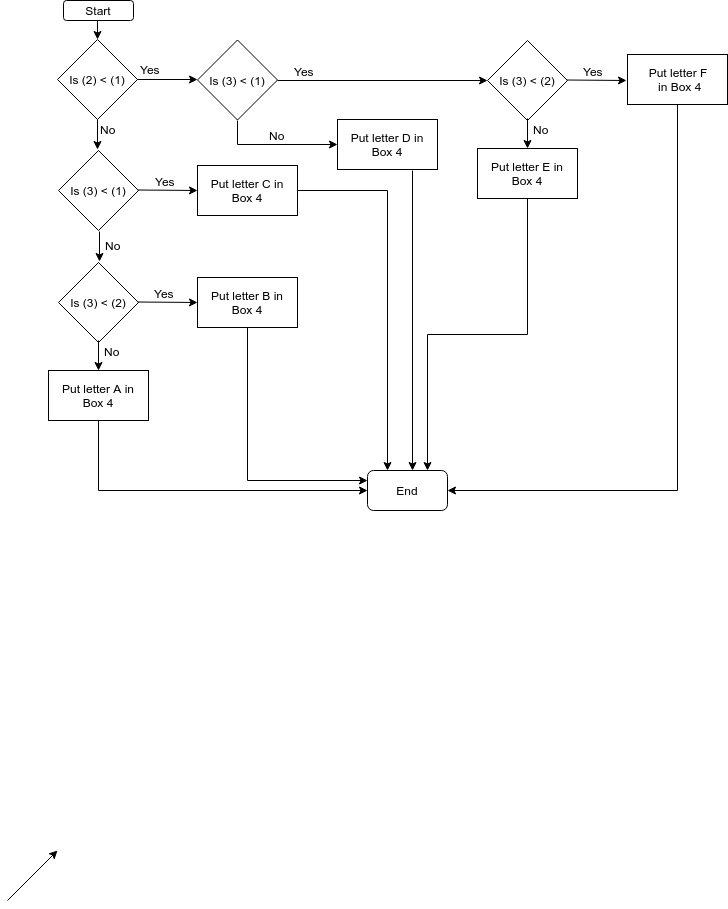 Start
Is (2) < (1)
Yes
Is (3) < (1)
Yes
Is (3) < (2)
Yes
Put letter F
in Box 4
No
No
Put letter D in
Box 4
No
Put letter E in
Box 4
Is (3) < (1)
Yes
Put letter C in
Box 4
No
Is (3) < (2)
Yes
Put letter B in
Box 4
No
Put letter A in
Box 4
End